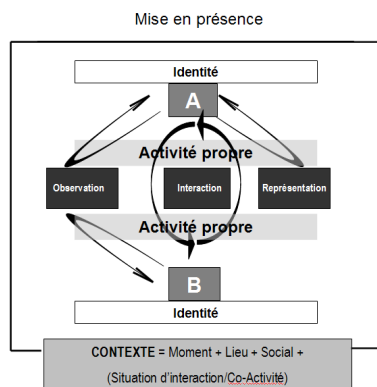 Mise en présence
Identité
A
Activité propre
Observation
Interaction
Représentation
Activité propre
B
Identité
CONTEXTE = Moment + Lieu + Social +
(Situation d'interaction/Co-Activité)